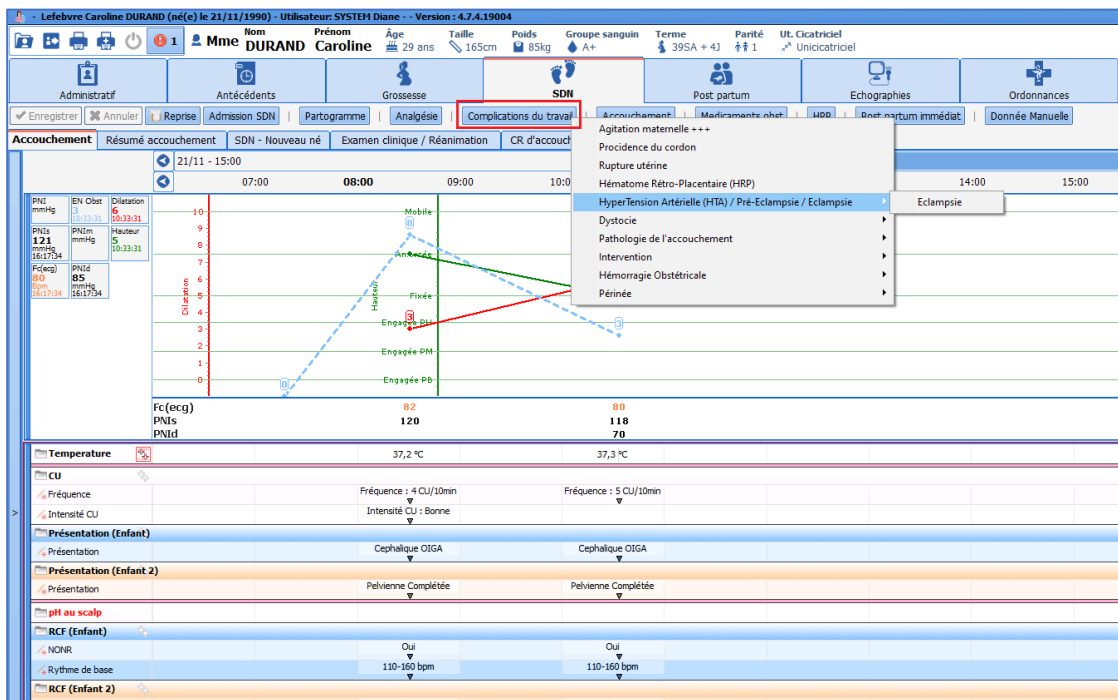 - Lefebvre Caroline DURAND (né(e) le 21/11/1990) - Utilisateur: SYSTEM Diane - - Version : 4.7.4.19004
1 Mme Nom DURAND Prénom Caroline Âge 29 ans Taille 165cm Poids 85kg Groupe sanguin A+ Terme 39SA + 4J Parité 1 Ut. Cicatriciel Unicicatriciel
Administratif Antécédents Grossesse SDN Post partum Echographies Ordonnances
Enregistrer Annuler Reprise Admission SDN | Partogramme | Analgésie | Complications du travail | Accouchement | Medicaments obst | HRP | Post partum immédiat | Donnée Manuelle
Accouchement Résumé accouchement SDN - Nouveau né Examen clinique / Réanimation CR d'accouch
Agitation maternelle +++
Procidence du cordon
Rupture utérine
Hématome Rétro-Placentaire (HRP)
HyperTension Artérielle (HTA) / Pré-Eclampsie / Eclampsie
Eclampsie
Dystocie
Pathologie de l'accouchement
Intervention
Hémorragie Obstétricale
Périnée
21/11 - 15:00
07:00 08:00 09:00 10:0 14:00 15:00
PNI mmHg
EN Obst 3 10:33:31
Dilatation 6 10:33:31
PNIs 121 mmHg 16:17:34
PNIm mmHg
Hauteur 5 10:33:31
Fc(ecg) 80 Bpm 16:17:34
PNId 85 mmHg 16:17:34
Dilatation
10
9
8
7
6
5
4
3
2
1
0
Hauteur
Mobile
Fixée
Engagée PH
Engagée PM
Engagée PB
0
8
3
3
Fc(ecg) 82 80
PNIs 120 118
PNId 70
Temperature 37,2 °C 37,3 °C
CU
Fréquence Fréquence : 4 CU/10min Fréquence : 5 CU/10min
Intensité CU Intensité CU : Bonne
Présentation (Enfant)
Présentation Cephalique OIGA Cephalique OIGA
Présentation (Enfant 2)
Présentation Pelvienne Complétée Pelvienne Complétée
pH au scalp
RCF (Enfant)
NONR Oui Oui
Rythme de base 110-160 bpm 110-160 bpm
RCF (Enfant 2)
>